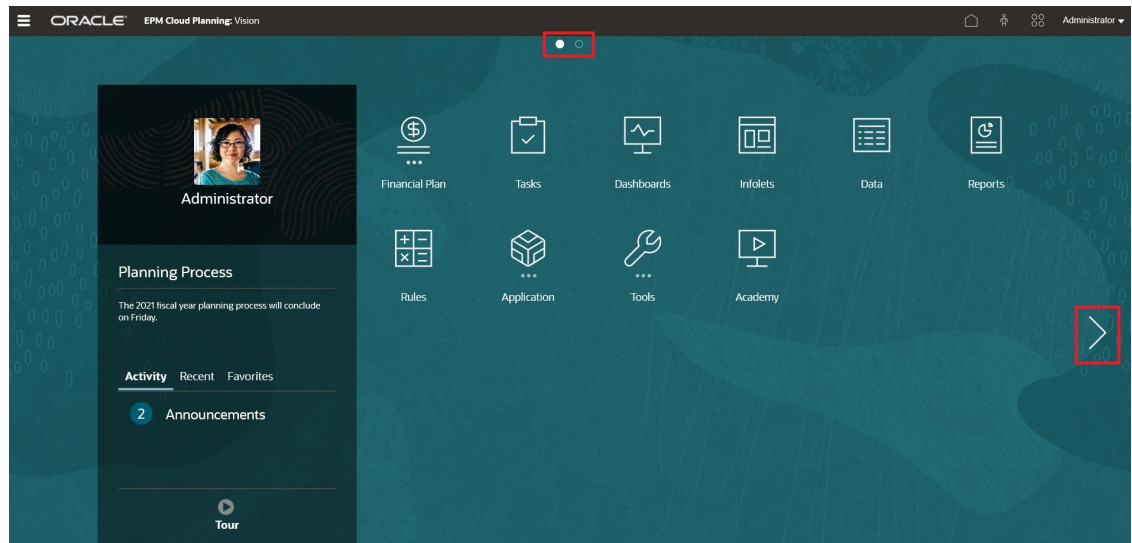 ORACLE® EPM Cloud Planning: Vision Administrator
Administrator
Financial Plan Tasks Dashboards Infolets Data Reports
Rules Application Tools Academy
Planning Process
The 2021 fiscal year planning process will conclude
on Friday.
Activity Recent Favorites
2 Announcements
Tour